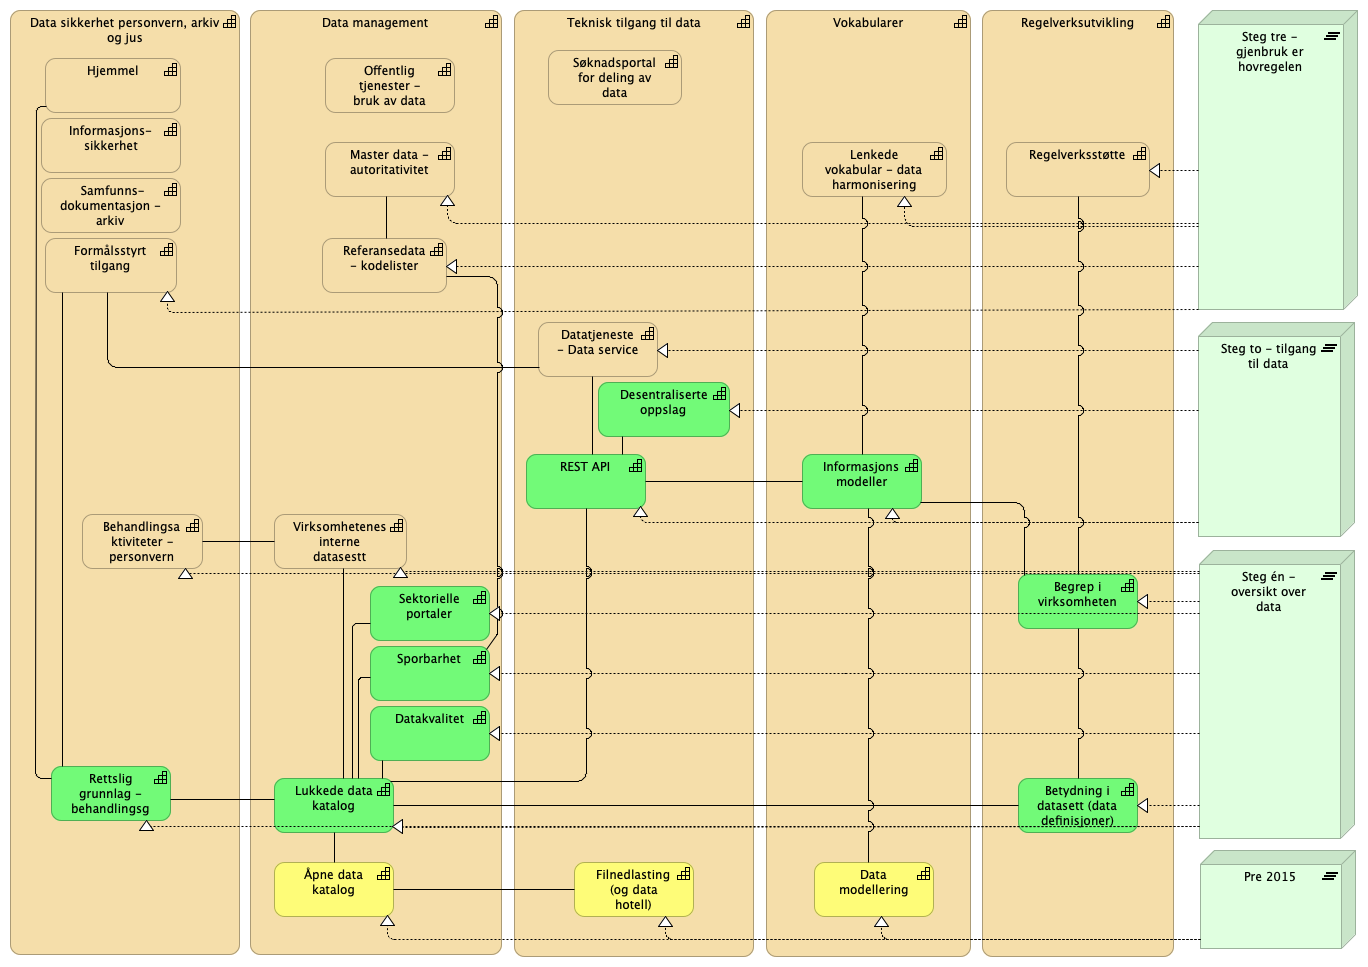 Data sikkerhet personvern, arkiv
og jus
Hjemmel
Informasjons-
sikkerhet
Samfunns-
dokumentasjon -
arkiv
Formålsstyrt
tilgang
Behandlingsa
ktiviteter -
personvern
Rettslig
grunnlag -
behandlingsg
Data management
Offentlig
tjenester -
bruk av data
Master data -
autoritativitet
Referansedata
- kodelister
Virksomhetenes
interne
datasestt
Sektorielle
portaler
Sporbarhet
Datakvalitet
Lukkede data
katalog
Åpne data
katalog
Teknisk tilgang til data
Søknadsportal
for deling av
data
Datatjeneste
- Data service
Desentraliserte
oppslag
REST API
Filnedlasting
(og data
hotell)
Vokabularer
Lenkede
vokabular - data
harmonisering
Informasjons
modeller
Data
modellering
Regelverksutvikling
Regelverksstøtte
Begrep i
virksomheten
Betydning i
datasett (data
definisjoner)
Steg tre -
gjenbruk er
hovregelen
Steg to - tilgang
til data
Steg én -
oversikt over
data
Pre 2015